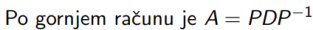 Po gornjem računu je A = PDP⁻¹